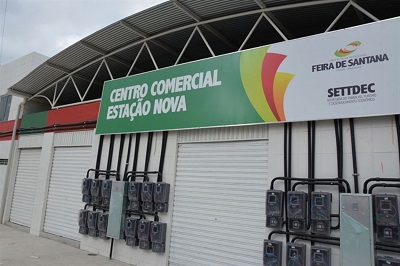 CENTRO COMERCIAL
ESTAÇÃO NOVA
FEIRA DE SANTANA
SETTDEC